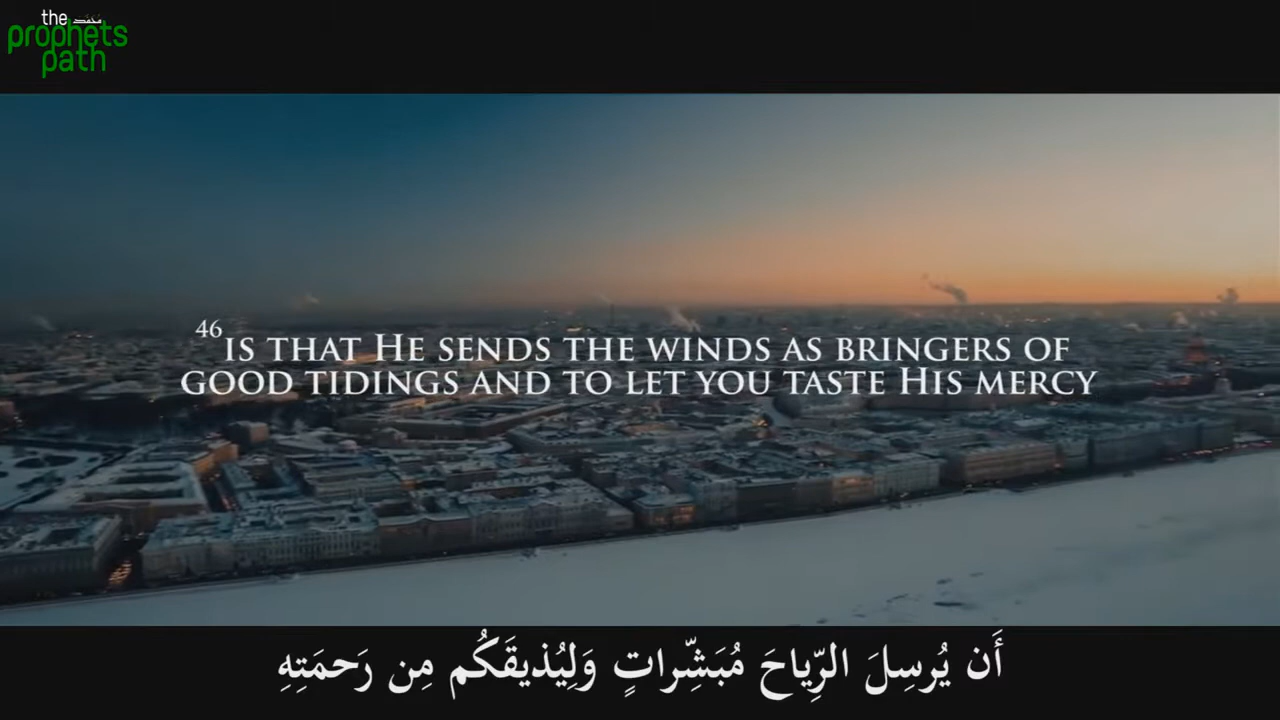 the محمد
prophets
path
46 IS THAT HE SENDS THE WINDS AS BRINGERS OF
GOOD TIDINGS AND TO LET YOU TASTE HIS MERCY
أَن يُرسِلَ الرِّياحَ مُبَشِّراتٍ وَلِيُذيقَكُم مِن رَحمَتِهِ